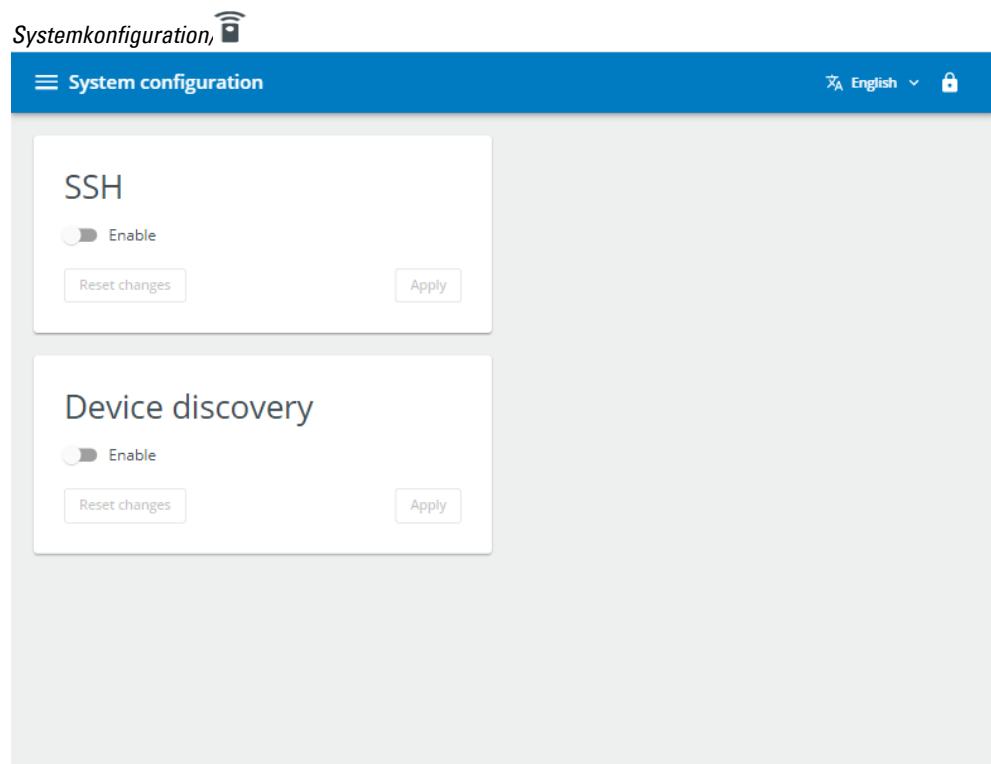 Systemkonfiguration,
System configuration
English
SSH
Enable
Reset changes
Apply
Device discovery
Enable
Reset changes
Apply